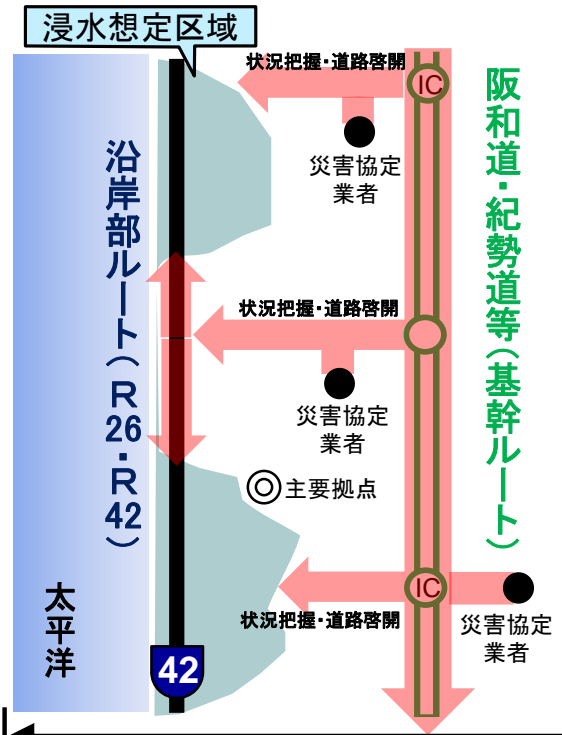 浸水想定区域
状況把握・道路啓開
IC
災害協定
業者
阪和道・紀勢道等(基幹ルート)
沿岸部ルート(R26・R42)
状況把握・道路啓開
災害協定
業者
主要拠点
IC
状況把握・道路啓開
災害協定
業者
太平洋
42